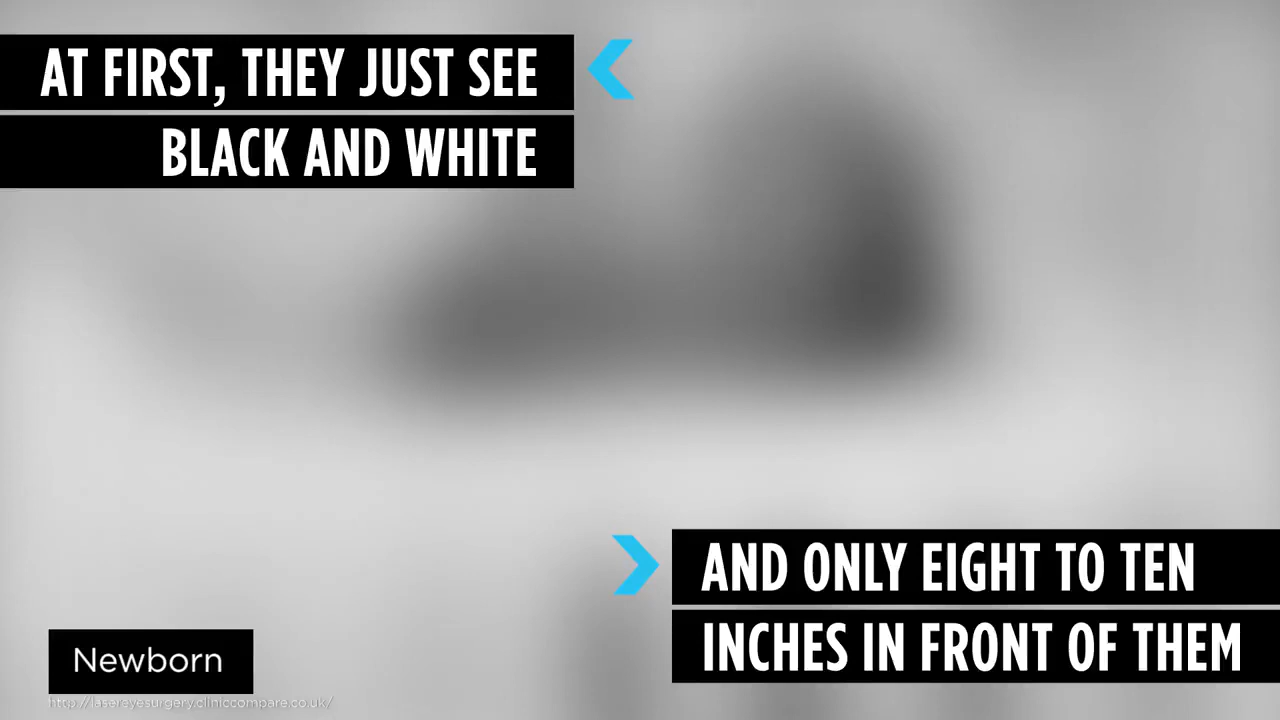 AT FIRST, THEY JUST SEE
BLACK AND WHITE
AND ONLY EIGHT TO TEN
INCHES IN FRONT OF THEM
Newborn
http://lasereyesurgery.cliniccompare.co.uk/